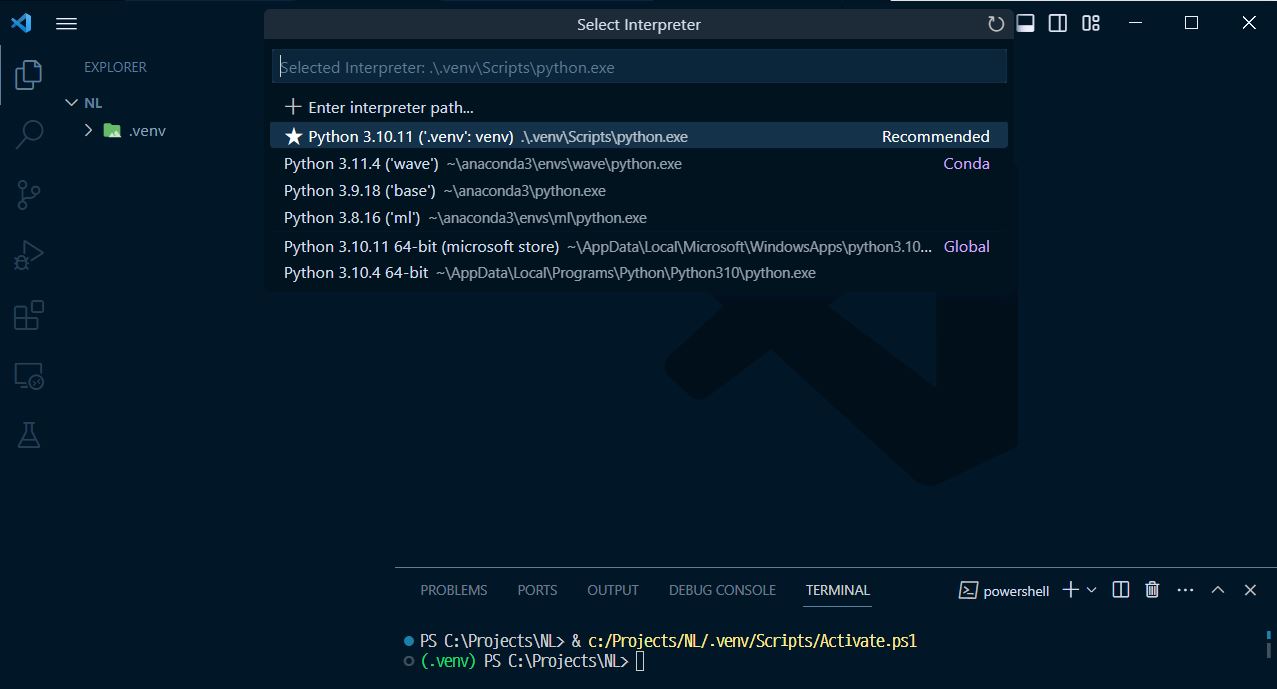 Select Interpreter
EXPLORER
Selected Interpreter: .\.venv\Scripts\python.exe
NL
.venv
Enter interpreter path...
Python 3.10.11 ('.venv': venv) .\.venv\Scripts\python.exe Recommended
Python 3.11.4 ('wave') ~\anaconda3\envs\wave\python.exe Conda
Python 3.9.18 ('base') ~\anaconda3\python.exe
Python 3.8.16 ('ml') ~\anaconda3\envs\ml\python.exe
Python 3.10.11 64-bit (microsoft store) ~\AppData\Local\Microsoft\WindowsApps\python3.10... Global
Python 3.10.4 64-bit ~\AppData\Local\Programs\Python\Python310\python.exe
PROBLEMS PORTS OUTPUT DEBUG CONSOLE TERMINAL powershell
PS C:\Projects\NL> & c:/Projects/NL/.venv/Scripts/Activate.ps1
(.venv) PS C:\Projects\NL>